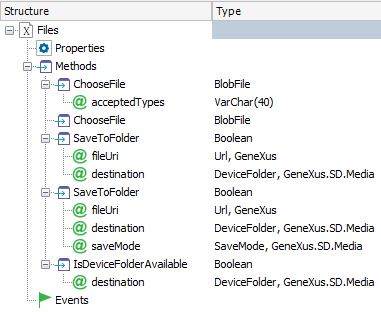 Structure Type
Files
Properties
Methods
ChooseFile BlobFile
acceptedTypes VarChar(40)
ChooseFile BlobFile
SaveToFolder Boolean
fileUri Url, GeneXus
destination DeviceFolder, GeneXus.SD.Media
SaveToFolder Boolean
fileUri Url, GeneXus
destination DeviceFolder, GeneXus.SD.Media
saveMode SaveMode, GeneXus.SD.Media
IsDeviceFolderAvailable Boolean
destination DeviceFolder, GeneXus.SD.Media
Events